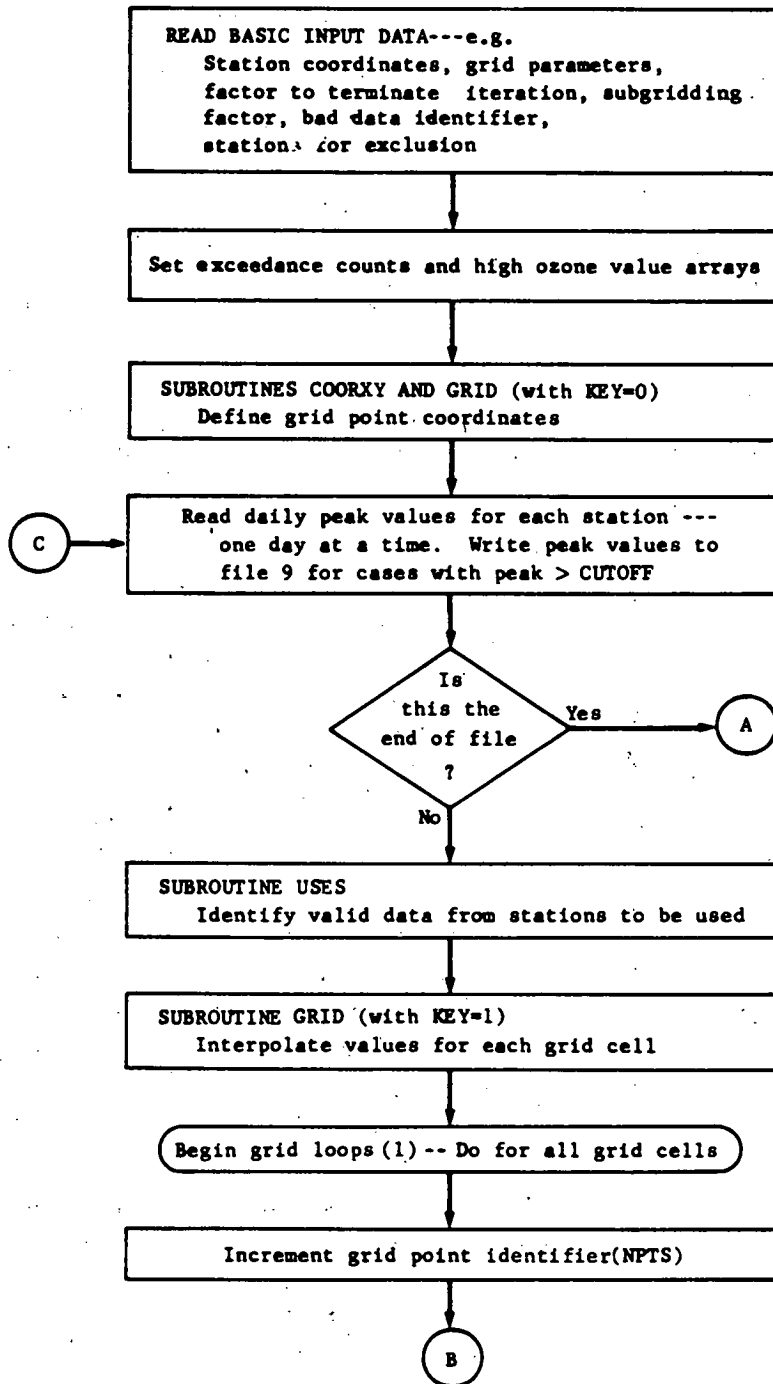 READ BASIC INPUT DATA---e.g.
Station coordinates, grid parameters,
factor to terminate iteration, subgridding
factor, bad data identifier,
stations for exclusion
Set exceedance counts and high ozone value arrays
SUBROUTINES COORXY AND GRID (with KEY=0)
Define grid point coordinates
C
Read daily peak values for each station ---
one day at a time. Write peak values to
file 9 for cases with peak > CUTOFF
Is
this the
end of file
?
Yes
A
No
SUBROUTINE USES
Identify valid data from stations to be used
SUBROUTINE GRID (with KEY=1)
Interpolate values for each grid cell
Begin grid loops (1) -- Do for all grid cells
Increment grid point identifier(NPTS)
B